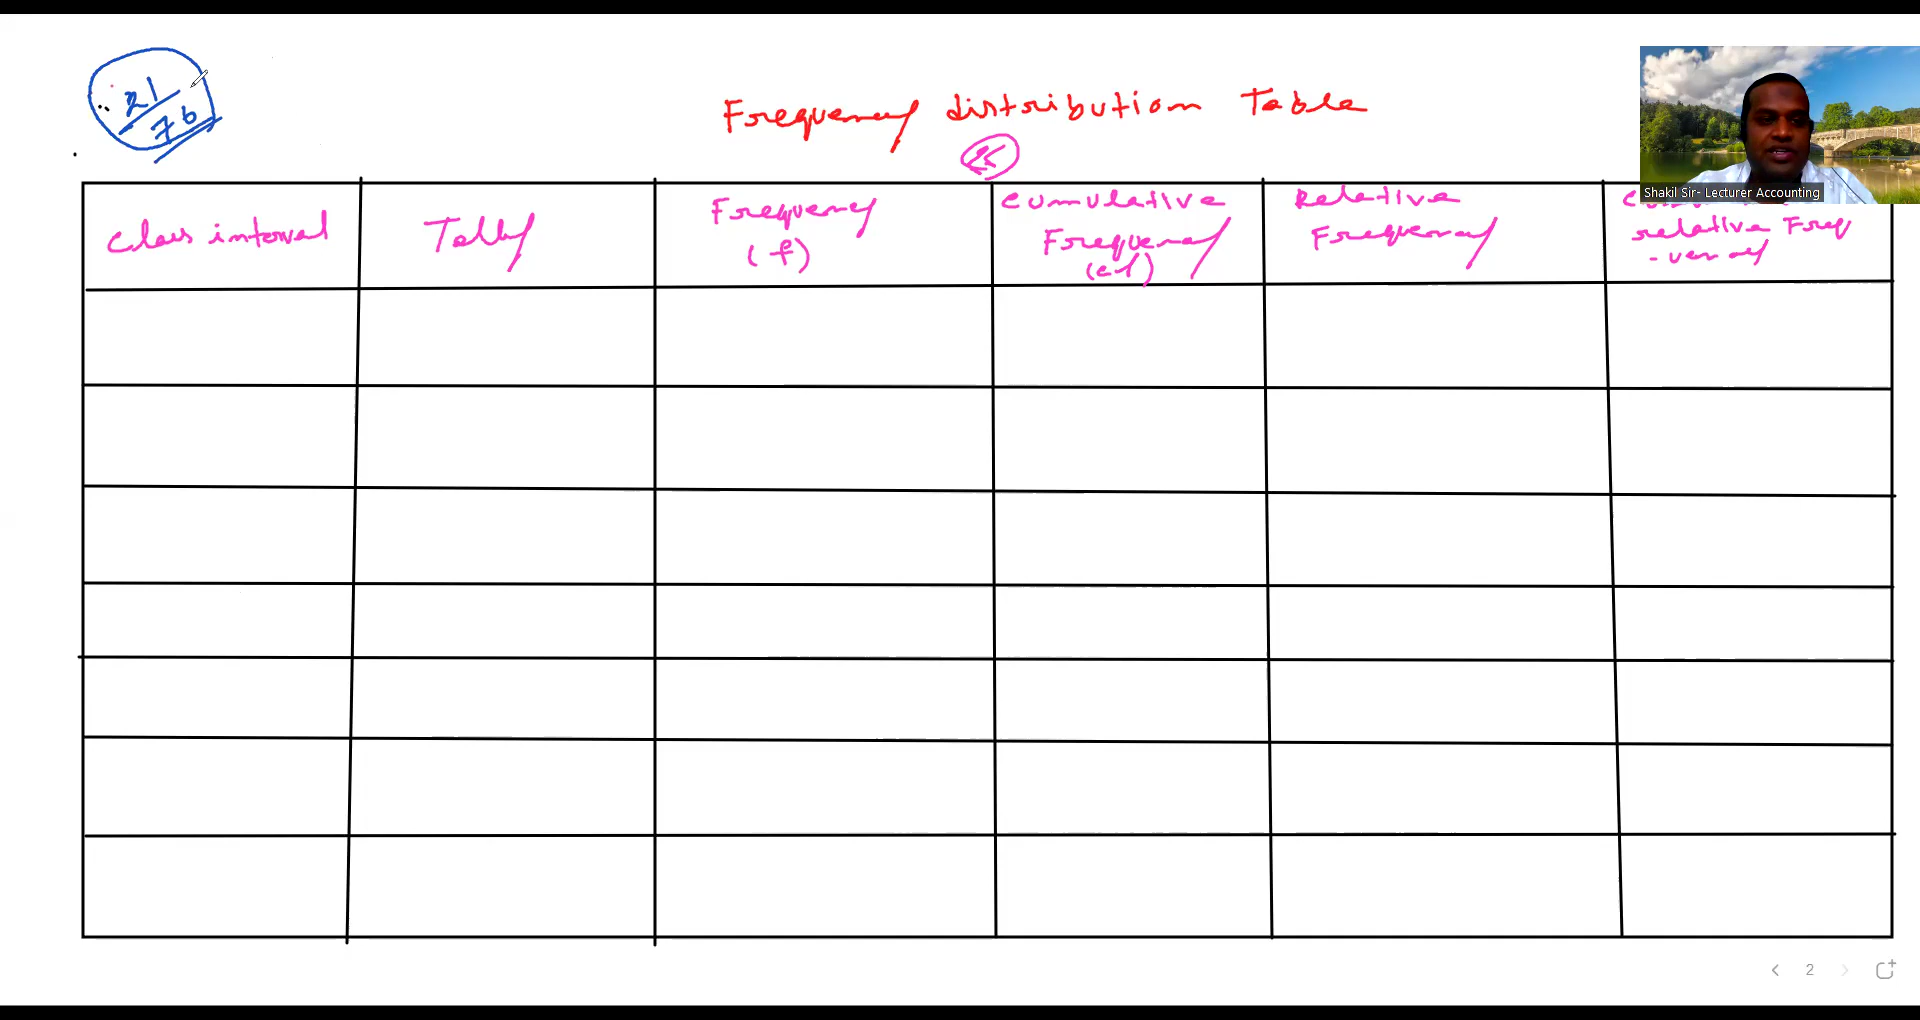 21
76
Frequency distribution Table
25
Class interval
Tally
Frequency
(f)
Cumulative
Frequency
(cf)
Relative
Frequency
relative Freq
-uency
Shakil Sir- Lecturer Accounting
2